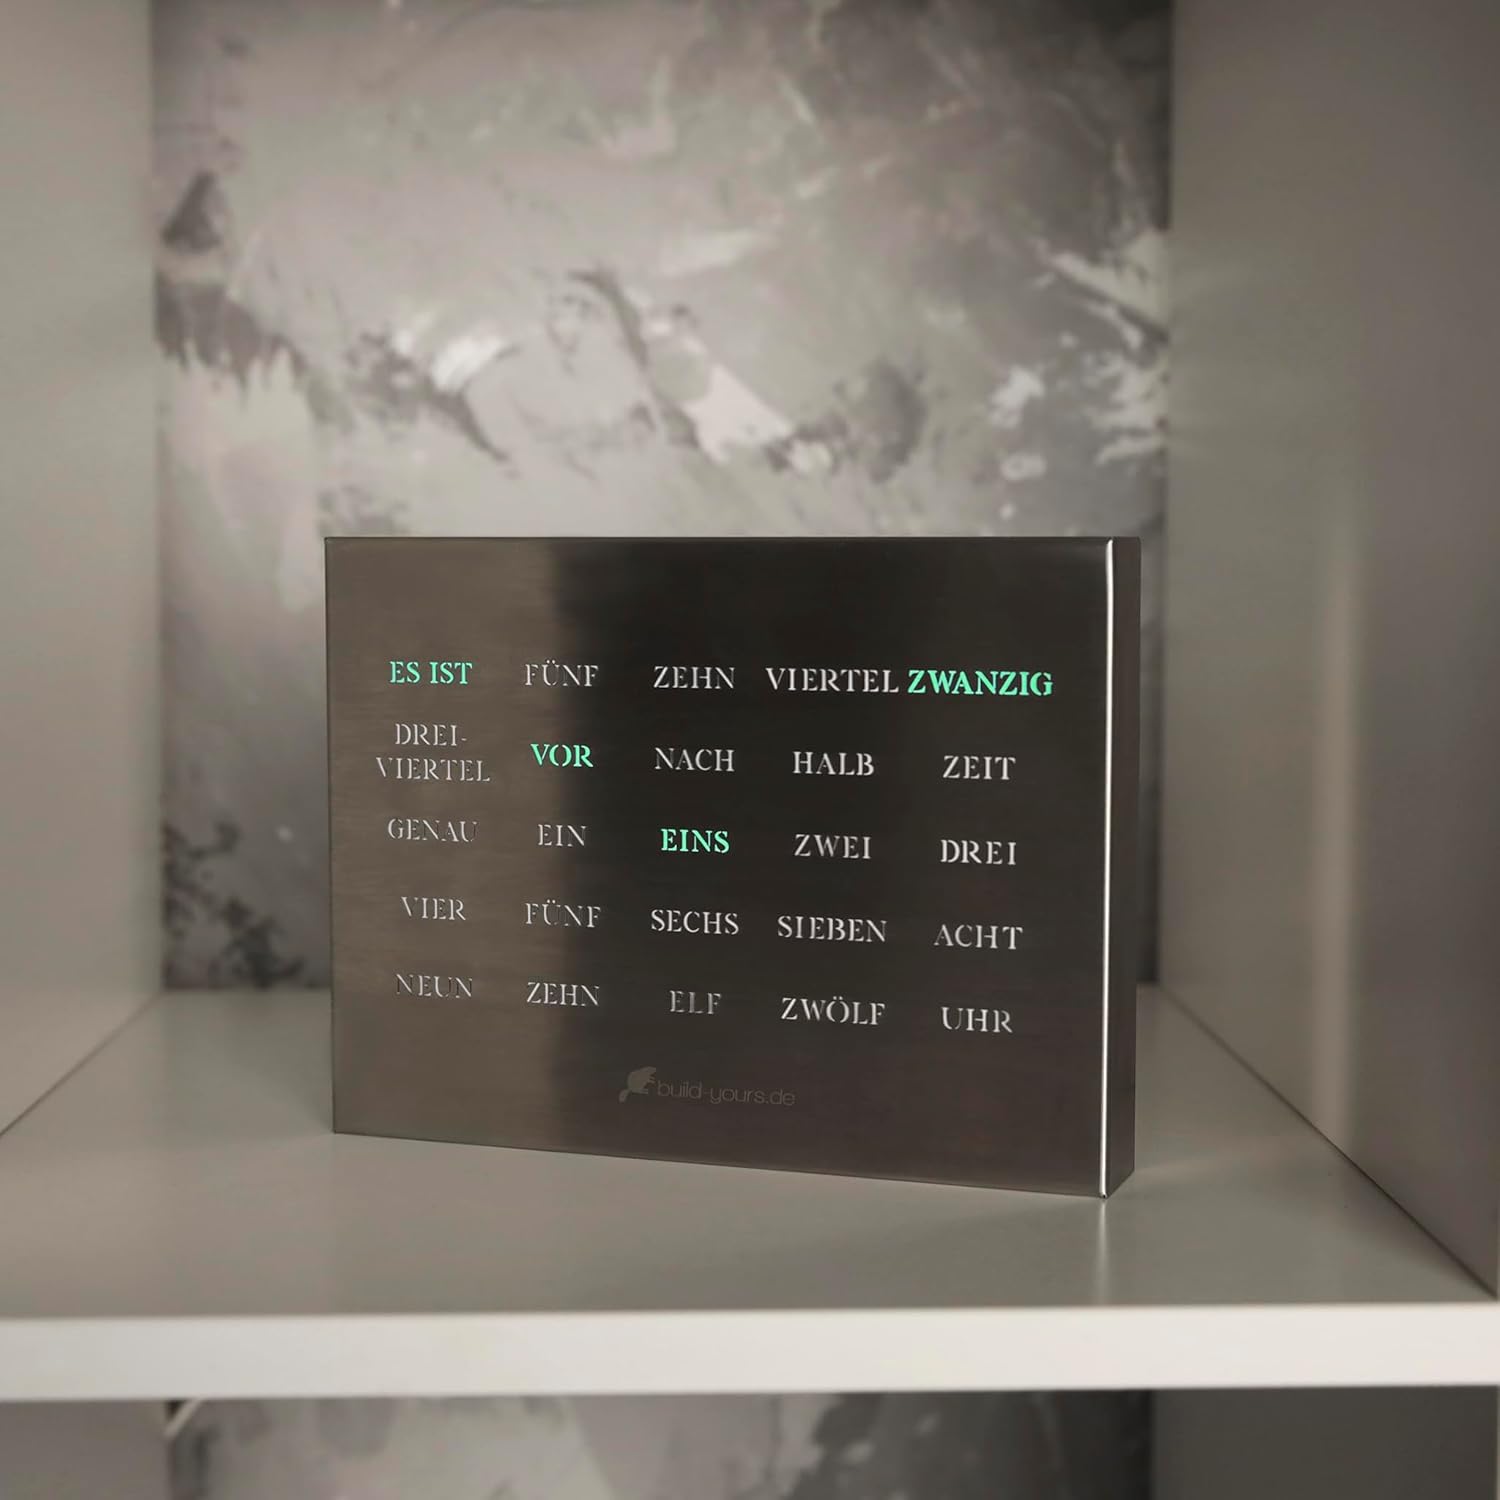 ES IST FÜNF ZEHN VIERTEL ZWANZIG
DREI-
VIERTEL VOR NACH HALB ZEIT
GENAU EIN EINS ZWEI DREI
VIER FÜNF SECHS SIEBEN ACHT
NEUN ZEHN ELF ZWÖLF UHR
build-yours.de